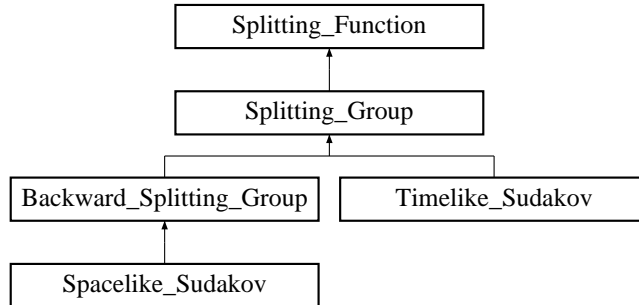 Splitting_Function
Splitting_Group
Backward_Splitting_Group
Timelike_Sudakov
Spacelike_Sudakov